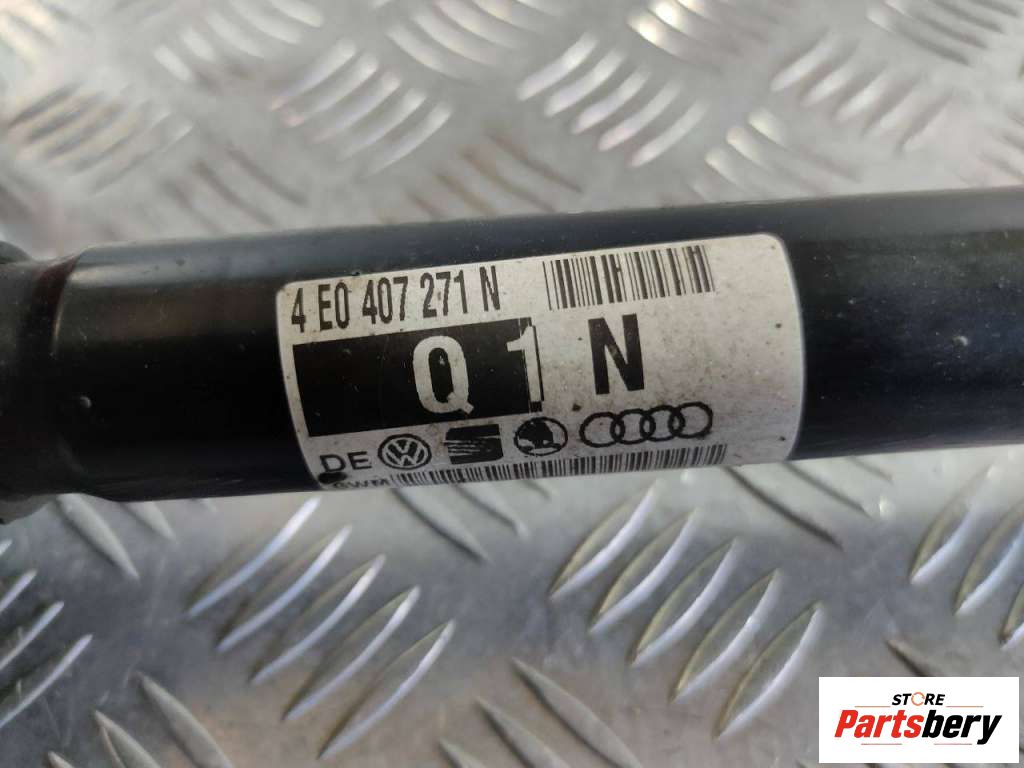 4 E0 407 271 N
Q 1 N
DE
STORE
Partsbery